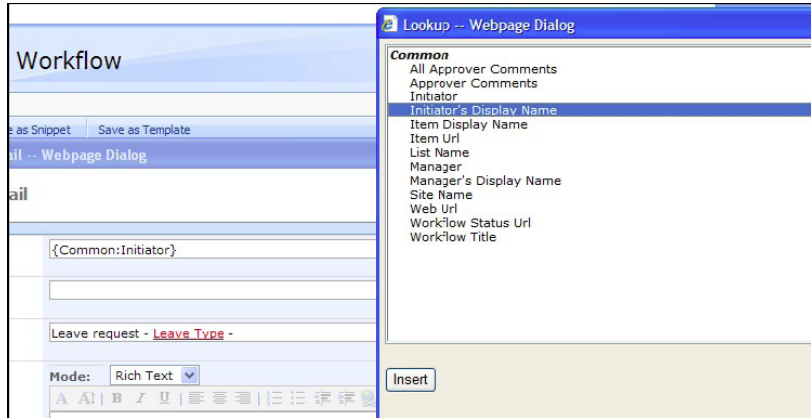 Workflow
e as Snippet Save as Template
ail -- Webpage Dialog
ail
{Common:Initiator}
Leave request - Leave Type -
Mode: Rich Text
A A B I U
Lookup -- Webpage Dialog
Common
All Approver Comments
Approver Comments
Initiator
Initiator's Display Name
Item Display Name
Item Url
List Name
Manager
Manager's Display Name
Site Name
Web Url
Workflow Status Url
Workflow Title
Insert